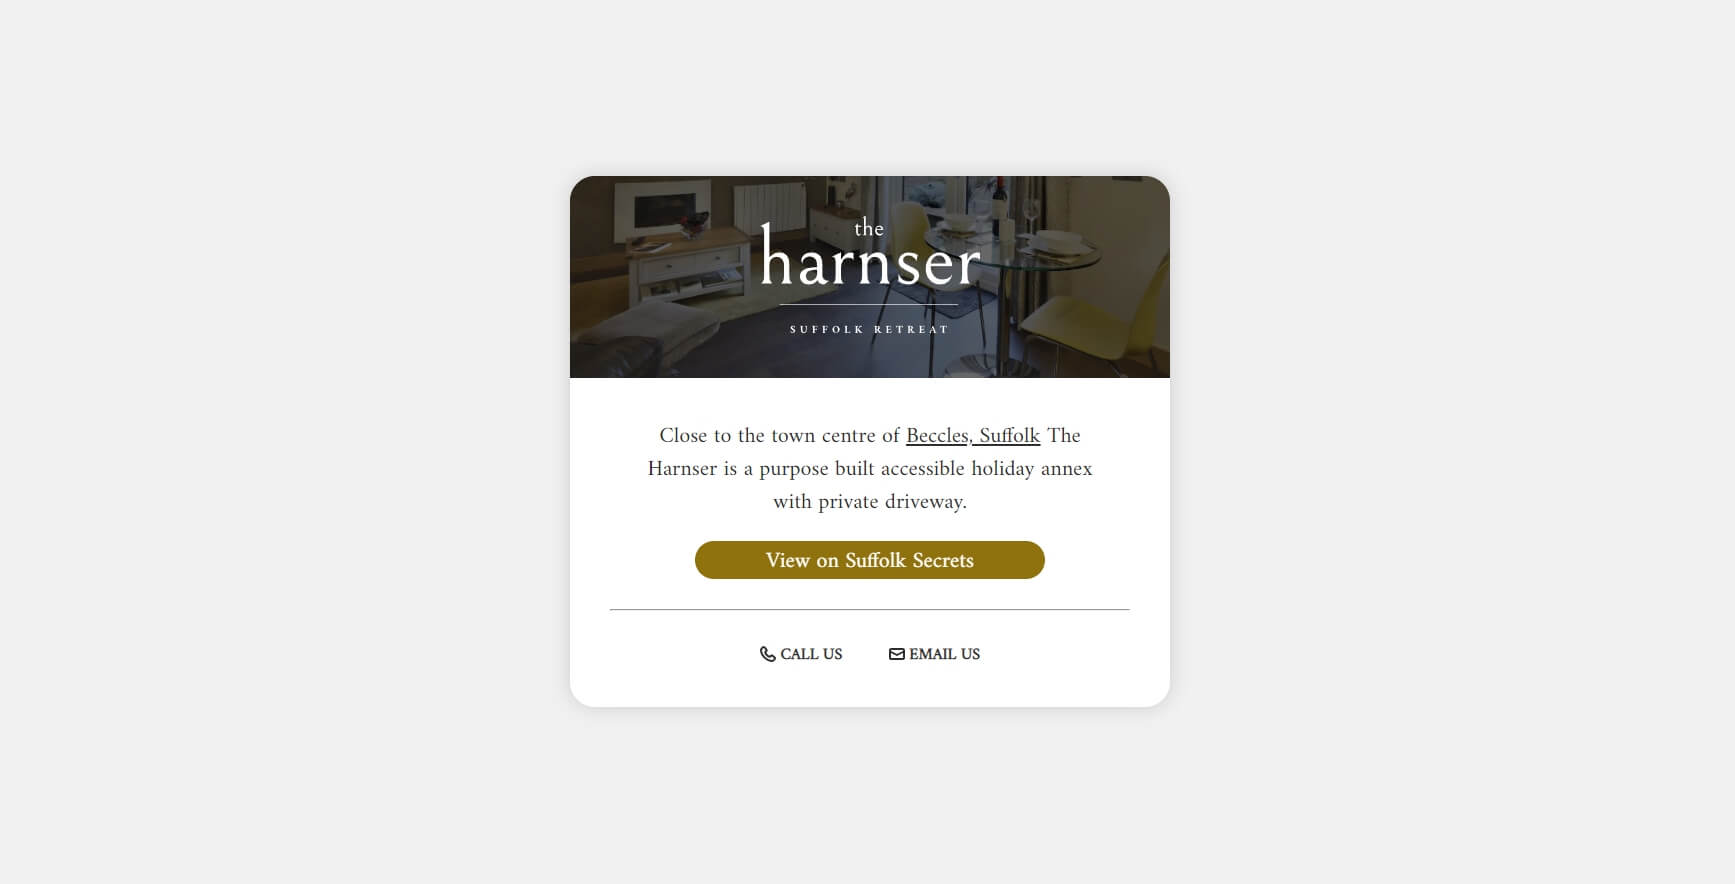 the
harnser
SUFFOLK RETREAT
Close to the town centre of Beccles, Suffolk The
Harnser is a purpose built accessible holiday annex
with private driveway.
View on Suffolk Secrets
CALL US
EMAIL US